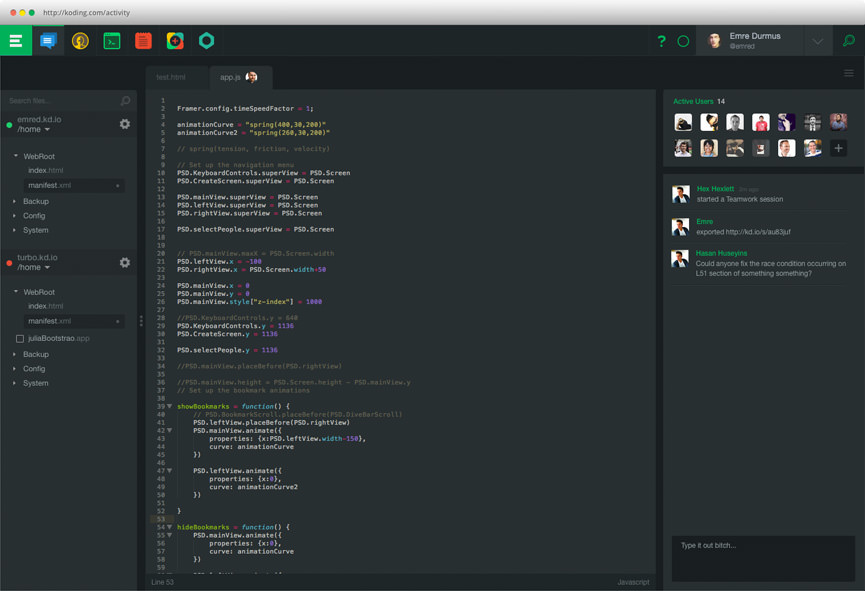 http://koding.com/activity
?
Emre Durmus
@emred
test.html
app.js
Search files...
emred.kd.io
/home
WebRoot
index.html
manifest.xml
Backup
Config
System
turbo.kd.io
/home
WebRoot
index.html
manifest.xml
juliaBootstrao.app
Backup
Config
System
1
2 Framer.config.timeSpeedFactor = 1;
3
4 animationCurve = "spring(400,30,200)"
5 animationCurve2 = "spring(260,30,200)"
6
7 // spring(tension, friction, velocity)
8
9 // Set up the navigation menu
10 PSD.KeyboardControls.superView = PSD.Screen
11 PSD.CreateScreen.superView = PSD.Screen
12
13 PSD.mainView.superView = PSD.Screen
14 PSD.leftView.superView = PSD.Screen
15 PSD.rightView.superView = PSD.Screen
16
17 PSD.selectPeople.superView = PSD.Screen
18
19
20 // PSD.mainView.maxX = PSD.Screen.width
21 PSD.leftView.x = -100
22 PSD.rightView.x = PSD.Screen.width+50
23
24 PSD.mainView.x = 0
25 PSD.mainView.y = 0
26 PSD.mainView.style["z-index"] = 1000
27
28 //PSD.KeyboardControls.y = 640
29 PSD.KeyboardControls.y = 1136
30 PSD.CreateScreen.y = 1136
31
32 PSD.selectPeople.y = 1136
33
34 //PSD.mainView.placeBefore(PSD.rightView)
35
36 //PSD.mainView.height = PSD.Screen.height - PSD.mainView.y
37 // Set up the bookmark animations
38
39 showBookmarks = function() {
40 // PSD.BookmarkScroll.placeBefore(PSD.DiveBarScroll)
41 PSD.leftView.placeBefore(PSD.rightView)
42 PSD.mainView.animate({
43 properties: {x:PSD.leftView.width-150},
44 curve: animationCurve
45 })
46
47 PSD.leftView.animate({
48 properties: {x:0},
49 curve: animationCurve2
50 })
51
52 }
53
54 hideBookmarks = function() {
55 PSD.mainView.animate({
56 properties: {x:0},
57 curve: animationCurve
58 })
59
Line 53
Javascript
Active Users 14
Hex Hexlett
started a Teamwork session
Emre
exported http://kd.io/s/au83juf
Hasan Huseyins
Could anyone fix the race condition occurring on
L51 section of something something?
Type it out bitch...